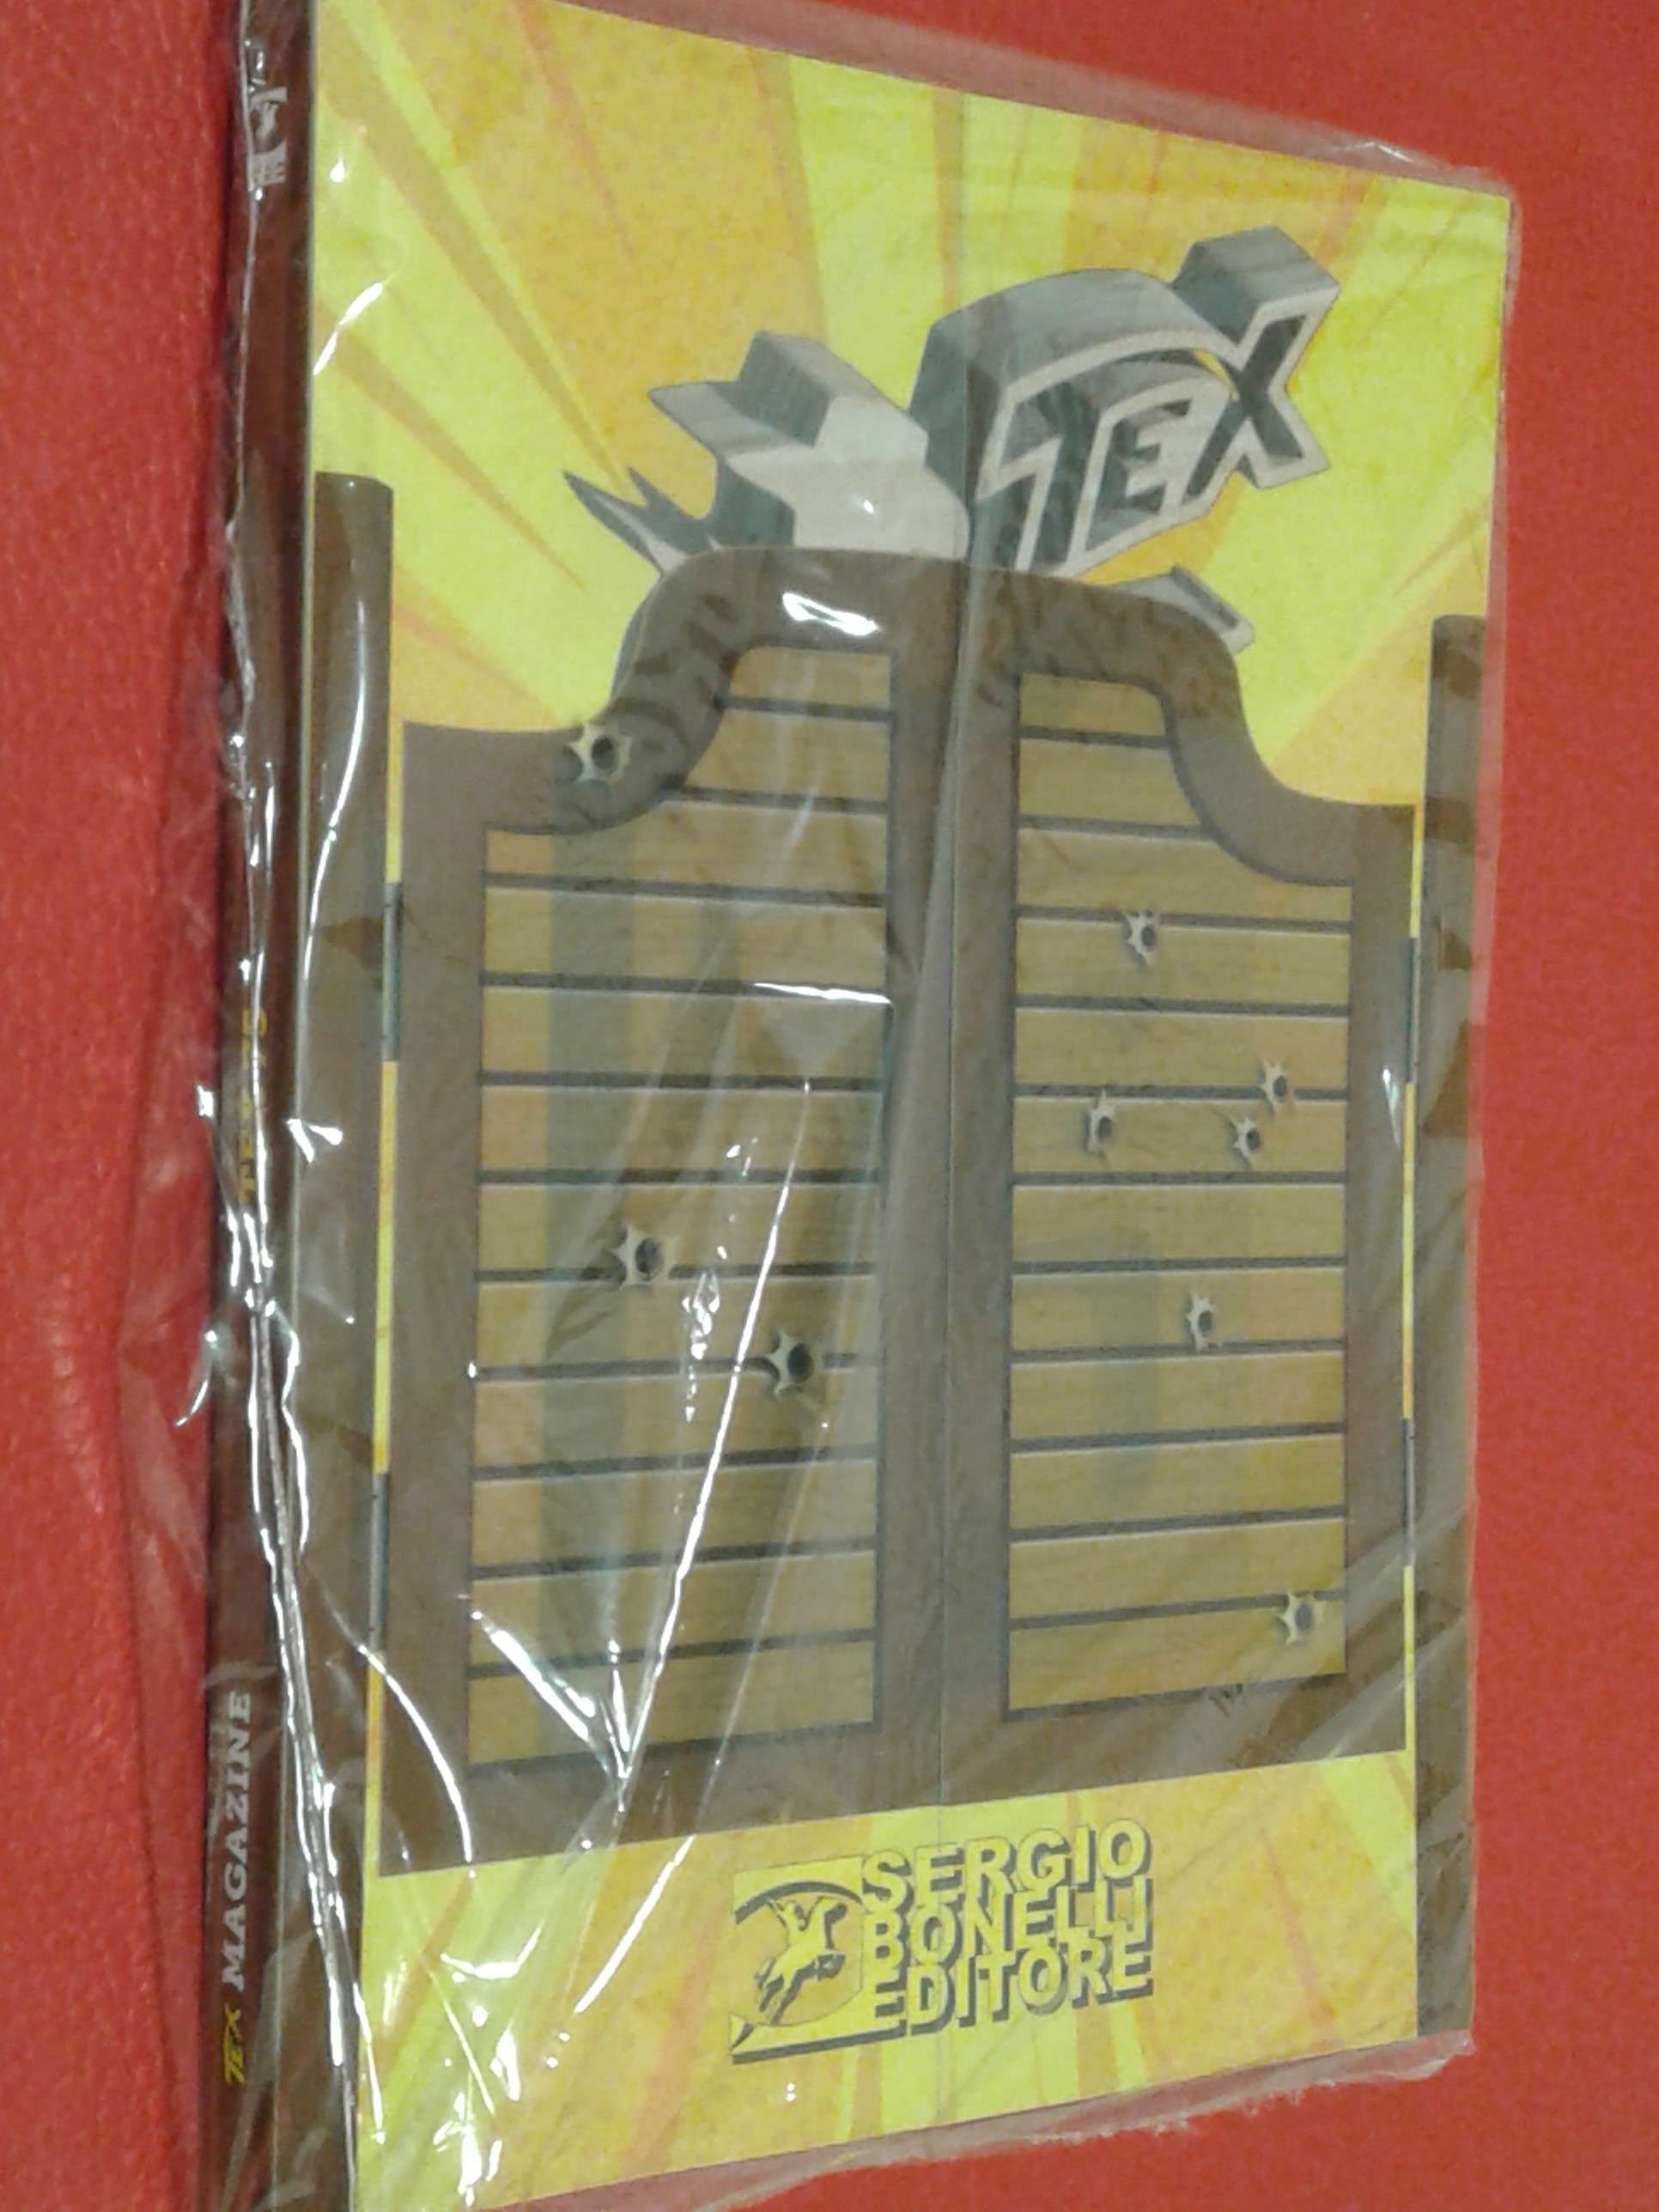 TEX
SERGIO
BONELLI
EDITORE
TEX MAGAZINE